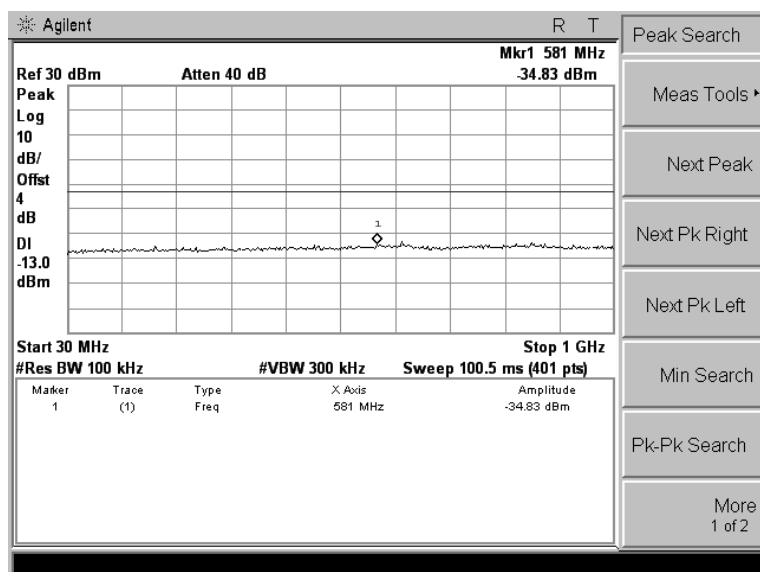 Agilent R T
Mkr1 581 MHz
Ref 30 dBm Atten 40 dB -34.83 dBm
Peak
Log
10
dB/
Offst
4
dB
DI
-13.0
dBm
1
Start 30 MHz Stop 1 GHz
#Res BW 100 kHz #VBW 300 kHz Sweep 100.5 ms (401 pts)
Marker Trace Type X Axis Amplitude
1 (1) Freq 581 MHz -34.83 dBm
Peak Search
Meas Tools
Next Peak
Next Pk Right
Next Pk Left
Min Search
Pk-Pk Search
More
1 of 2